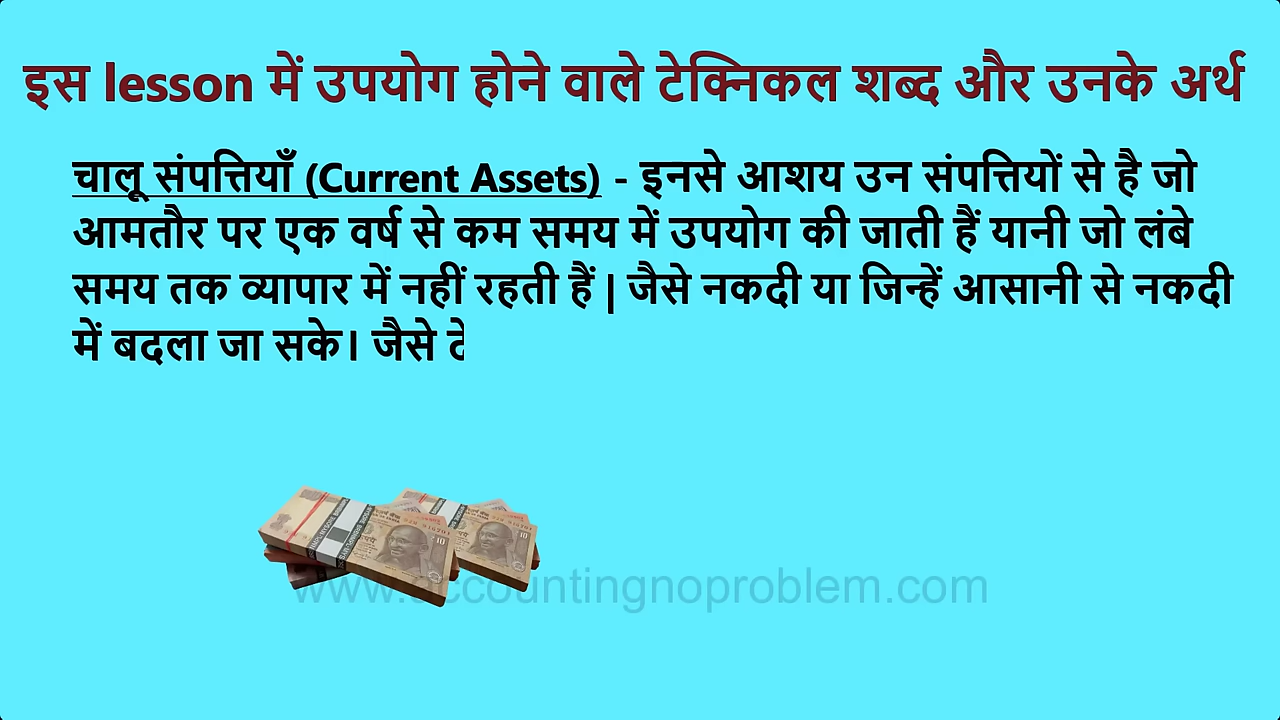 इस lesson में उपयोग होने वाले टेक्निकल शब्द और उनके अर्थ
चालू संपत्तियाँ (Current Assets) - इनसे आशय उन संपत्तियों से है जो
आमतौर पर एक वर्ष से कम समय में उपयोग की जाती हैं यानी जो लंबे
समय तक व्यापार में नहीं रहती हैं | जैसे नकदी या जिन्हें आसानी से नकदी
में बदला जा सके। जैसे
www.accountingnoproblem.com